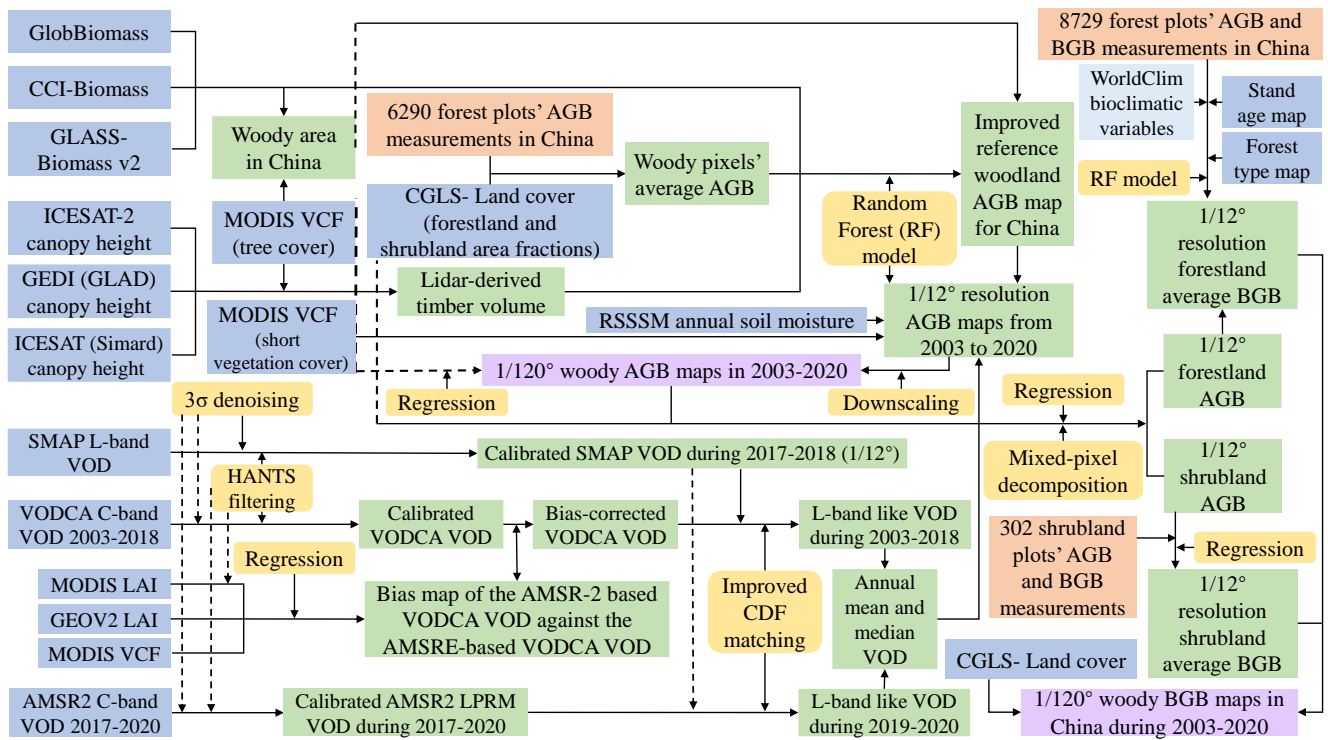 GlobBiomass
CCI-Biomass
GLASS-
Biomass v2
Woody area
in China
6290 forest plots' AGB
measurements in China
Woody pixels'
average AGB
Improved
reference
woodland
AGB map
for China
8729 forest plots' AGB and
BGB measurements in China
WorldClim
bioclimatic
variables
Stand
age map
Forest
type map
RF model
ICESAT-2
canopy height
GEDI (GLAD)
canopy height
ICESAT (Simard)
canopy height
MODIS VCF
(tree cover)
CGLS- Land cover
(forestland and
shrubland area fractions)
Random
Forest (RF)
model
Lidar-derived
timber volume
MODIS VCF
(short
vegetation cover)
RSSSM annual soil moisture
1/12° resolution
AGB maps from
2003 to 2020
1/12°
resolution
forestland
average BGB
1/120° woody AGB maps in 2003-2020
Regression
Downscaling
Regression
Mixed-pixel
decomposition
1/12°
forestland
AGB
1/12°
shrubland
AGB
3σ denoising
SMAP L-band
VOD
HANTS
filtering
Calibrated SMAP VOD during 2017-2018 (1/12°)
VODCA C-band
VOD 2003-2018
Calibrated
VODCA VOD
Bias-corrected
VODCA VOD
L-band like VOD
during 2003-2018
302 shrubland
plots' AGB
and BGB
measurements
Regression
MODIS LAI
GEOV2 LAI
MODIS VCF
Regression
Bias map of the AMSR-2 based
VODCA VOD against the
AMSRE-based VODCA VOD
Improved
CDF
matching
Annual
mean and
median
VOD
1/12°
resolution
shrubland
average BGB
CGLS- Land cover
AMSR2 C-band
VOD 2017-2020
Calibrated AMSR2 LPRM
VOD during 2017-2020
L-band like VOD
during 2019-2020
1/120° woody BGB maps in
China during 2003-2020